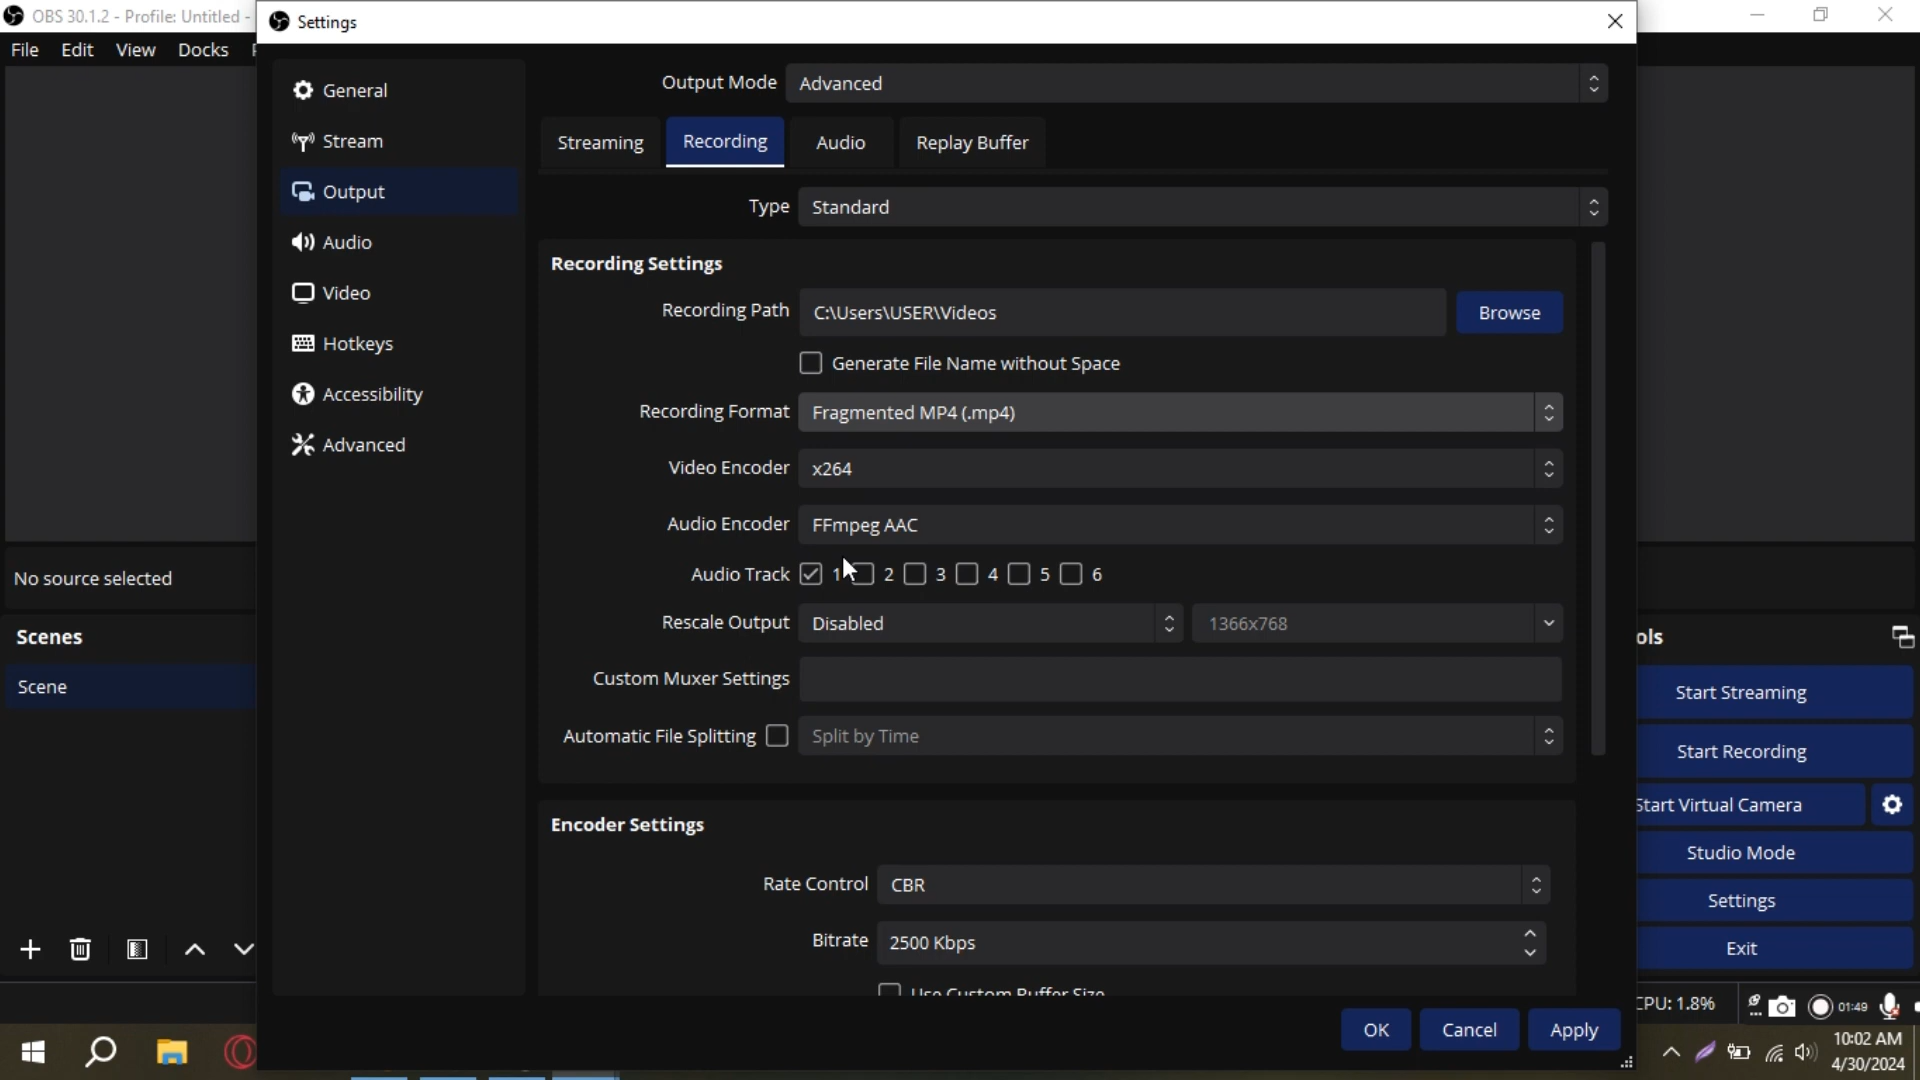 OBS 30.1.2 - Profile: Untitled -
File Edit View Docks
Settings
General
Stream
Output
Audio
Video
Hotkeys
Accessibility
Advanced
Output Mode Advanced
Streaming Recording Audio Replay Buffer
Type Standard
Recording Settings
Recording Path C:\Users\USER\Videos Browse
Generate File Name without Space
Recording Format Fragmented MP4 (.mp4)
Video Encoder x264
Audio Encoder FFmpeg AAC
Audio Track 1 2 3 4 5 6
Rescale Output Disabled 1366x768
Custom Muxer Settings
Automatic File Splitting Split by Time
Encoder Settings
Rate Control CBR
Bitrate 2500 Kbps
Use Custom Buffer Size
OK Cancel Apply
No source selected
Scenes
Scene
ols
Start Streaming
Start Recording
Start Virtual Camera
Studio Mode
Settings
Exit
CPU: 1.8% 01:49
10:02 AM
4/30/2024